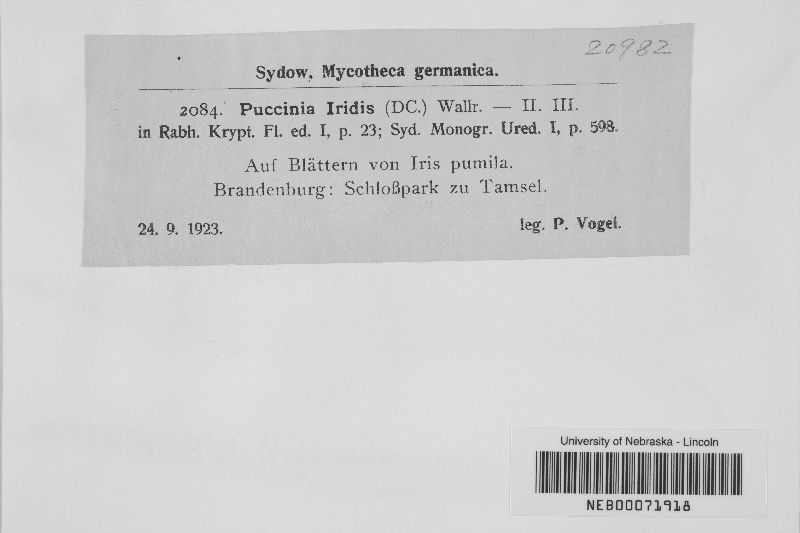 20982
Sydow, Mycotheca germanica.
2084. Puccinia Iridis (DC.) Wallr. — II. III.
in Rabh. Krypt. Fl. ed. I, p. 23; Syd. Monogr. Ured. I, p. 598.
Auf Blättern von Iris pumila.
Brandenburg: Schloßpark zu Tamsel.
24. 9. 1923. leg. P. Vogel.
University of Nebraska - Lincoln
NEB00071918